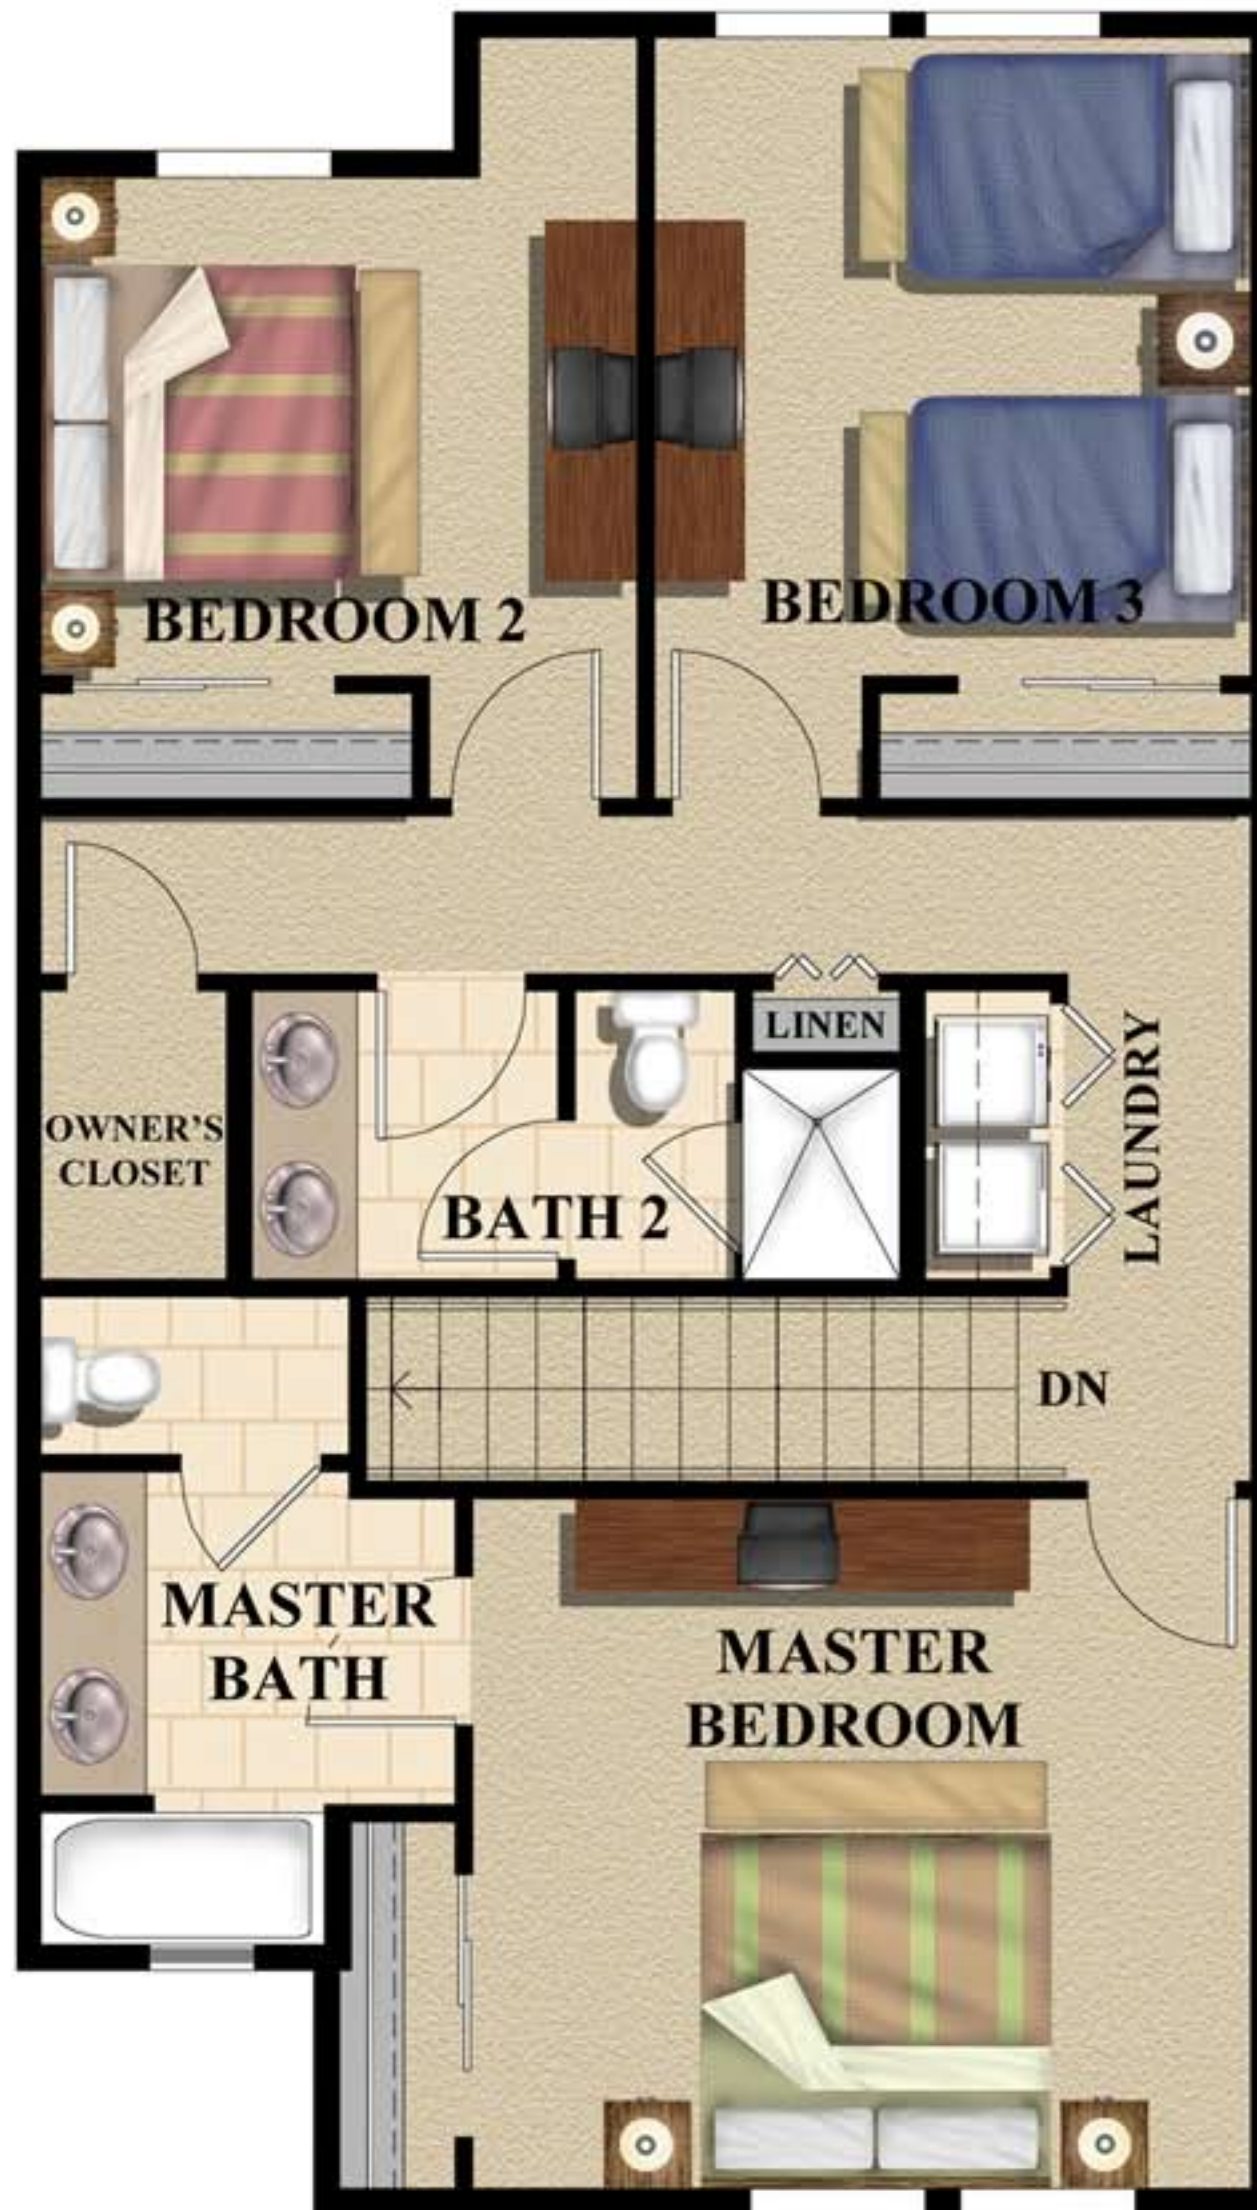 BEDROOM 2
BEDROOM 3
LINEN
LAUNDRY
OWNER'S
CLOSET
BATH 2
DN
MASTER
BATH
MASTER
BEDROOM